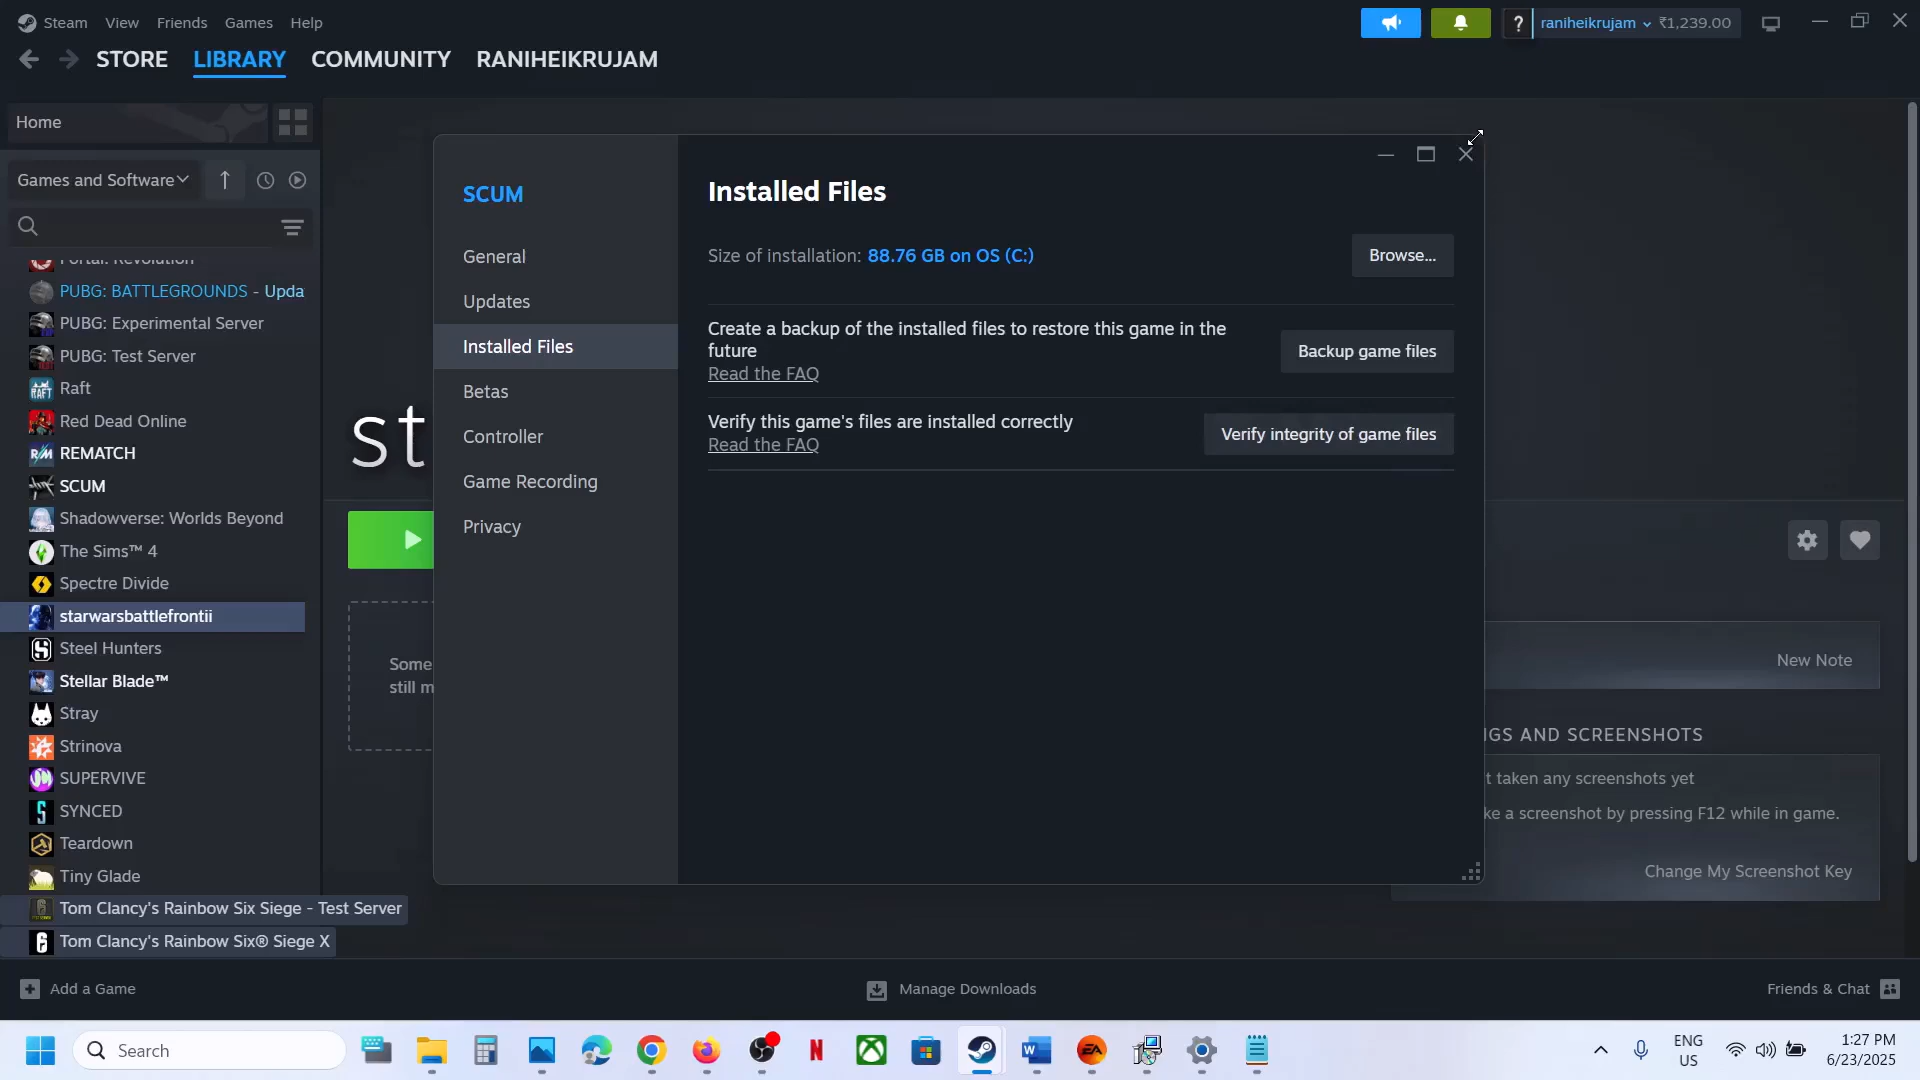 Steam View Friends Games Help
raniheikrujam ₹1,239.00
STORE LIBRARY COMMUNITY RANIHEIKRUJAM
Home
Games and Software
Portal: Revolution
PUBG: BATTLEGROUNDS - Upda
PUBG: Experimental Server
PUBG: Test Server
Raft
Red Dead Online
REMATCH
SCUM
Shadowverse: Worlds Beyond
The Sims™ 4
Spectre Divide
starwarsbattlefrontii
Steel Hunters
Stellar Blade™
Stray
Strinova
SUPERVIVE
SYNCED
Teardown
Tiny Glade
Tom Clancy's Rainbow Six Siege - Test Server
Tom Clancy's Rainbow Six® Siege X
st
Some
still m
SCUM
General
Updates
Installed Files
Betas
Controller
Game Recording
Privacy
Installed Files
Size of installation: 88.76 GB on OS (C:)
Browse...
Create a backup of the installed files to restore this game in the
future
Read the FAQ
Backup game files
Verify this game's files are installed correctly
Read the FAQ
Verify integrity of game files
New Note
IGS AND SCREENSHOTS
t taken any screenshots yet
ke a screenshot by pressing F12 while in game.
Change My Screenshot Key
Add a Game
Manage Downloads
Friends & Chat
Search
ENG
US
1:27 PM
6/23/2025